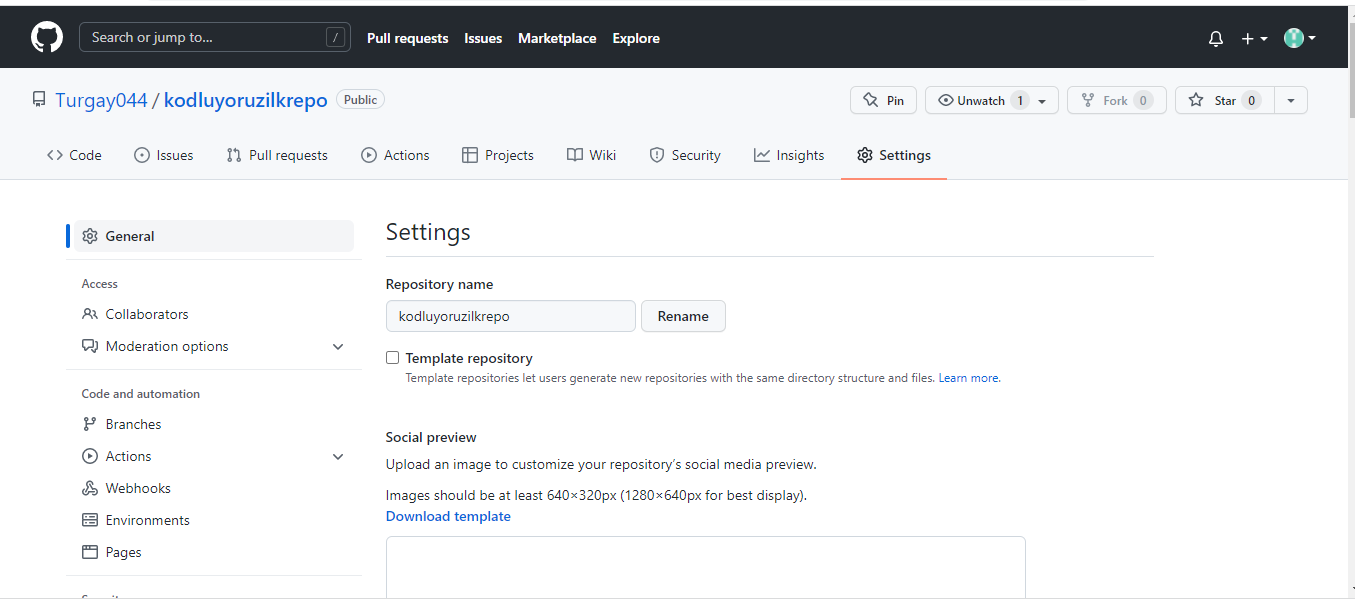 Search or jump to... /
Pull requests Issues Marketplace Explore
Turgay044 / kodluyoruzilkrepo Public
Pin Unwatch 1 Fork 0 Star 0
Code Issues Pull requests Actions Projects Wiki Security Insights Settings
General
Access
Collaborators
Moderation options
Code and automation
Branches
Actions
Webhooks
Environments
Pages
Settings
Repository name
kodluyoruzilkrepo Rename
Template repository
Template repositories let users generate new repositories with the same directory structure and files. Learn more.
Social preview
Upload an image to customize your repository’s social media preview.
Images should be at least 640×320px (1280×640px for best display).
Download template